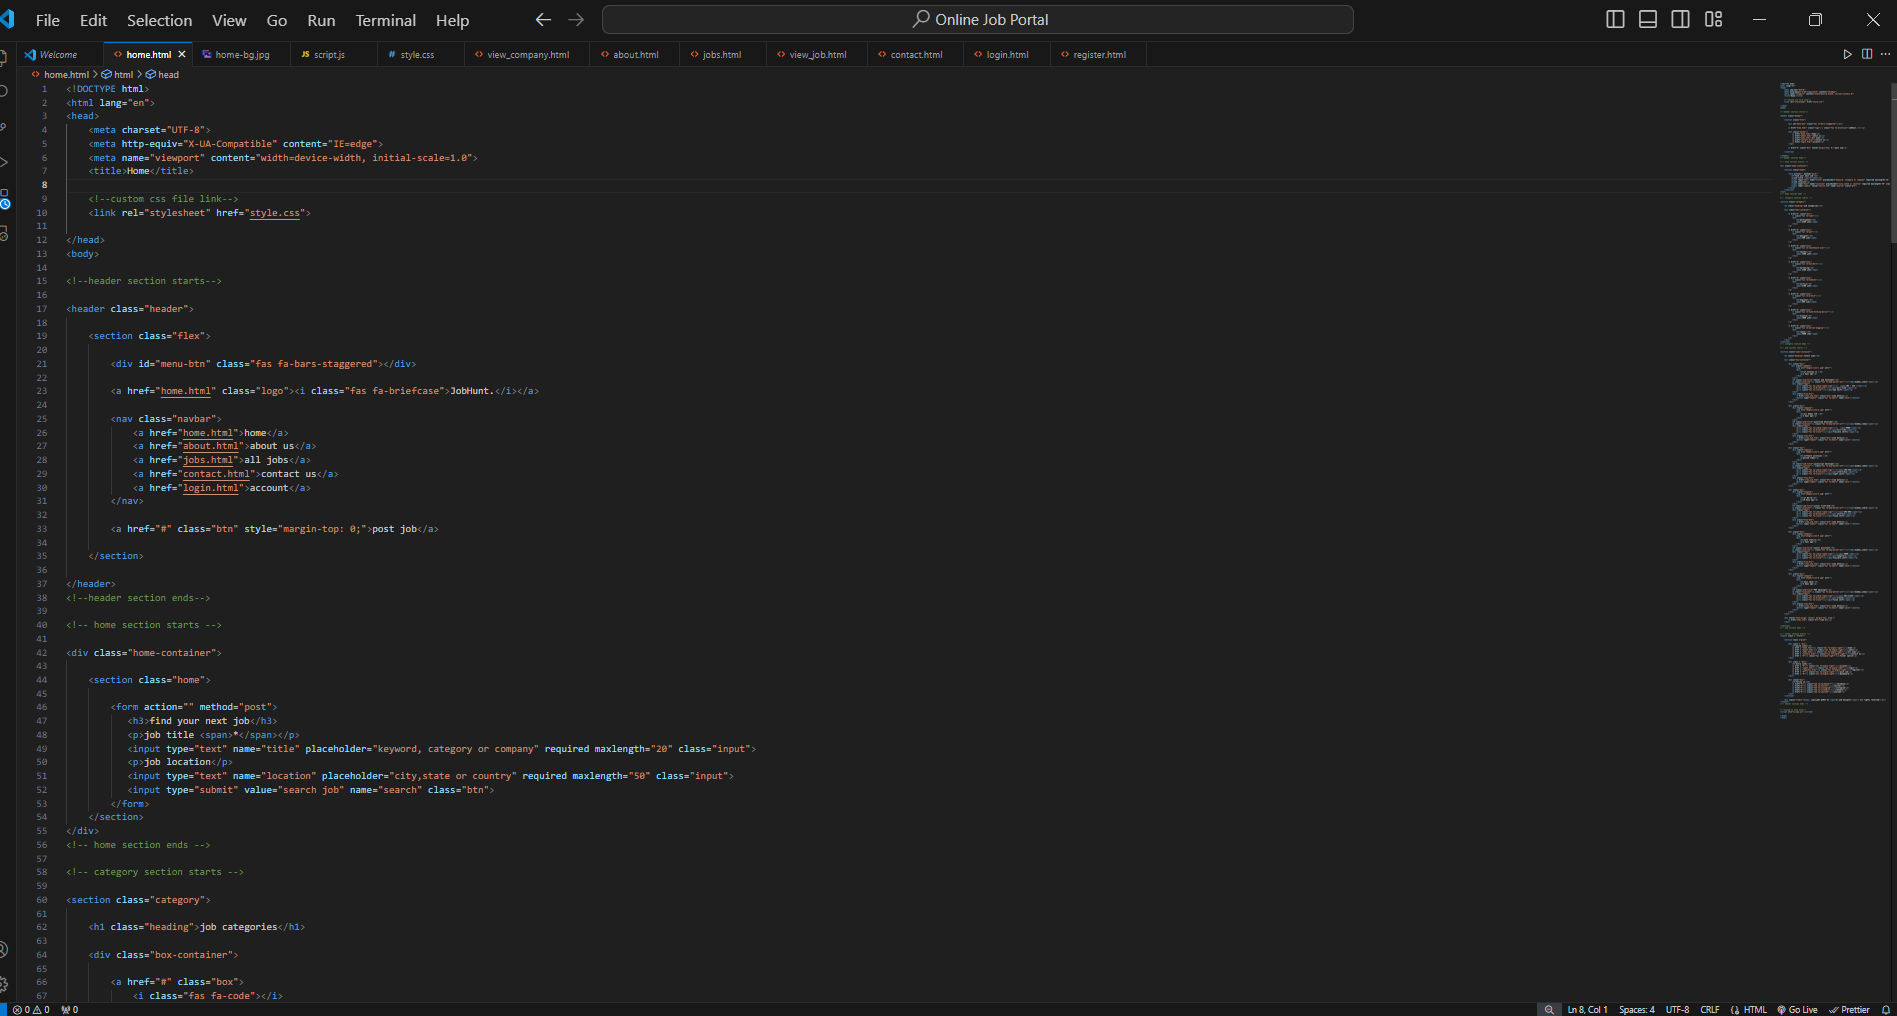 File Edit Selection View Go Run Terminal Help
Online Job Portal
Welcome home.html home-bg.jpg script.js style.css view_company.html about.html jobs.html view_job.html contact.html login.html register.html
home.html > html > head
1 <!DOCTYPE html>
2 <html lang="en">
3 <head>
4 <meta charset="UTF-8">
5 <meta http-equiv="X-UA-Compatible" content="IE=edge">
6 <meta name="viewport" content="width=device-width, initial-scale=1.0">
7 <title>Home</title>
8
9 <!--custom css file link-->
10 <link rel="stylesheet" href="style.css">
11
12 </head>
13 <body>
14
15 <!--header section starts-->
16
17 <header class="header">
18
19 <section class="flex">
20
21 <div id="menu-btn" class="fas fa-bars-staggered"></div>
22
23 <a href="home.html" class="logo"><i class="fas fa-briefcase">JobHunt.</i></a>
24
25 <nav class="navbar">
26 <a href="home.html">home</a>
27 <a href="about.html">about us</a>
28 <a href="jobs.html">all jobs</a>
29 <a href="contact.html">contact us</a>
30 <a href="login.html">account</a>
31 </nav>
32
33 <a href="#" class="btn" style="margin-top: 0;">post job</a>
34
35 </section>
36
37 </header>
38 <!--header section ends-->
39
40 <!-- home section starts -->
41
42 <div class="home-container">
43
44 <section class="home">
45
46 <form action="" method="post">
47 <h3>find your next job</h3>
48 <p>job title <span>*</span></p>
49 <input type="text" name="title" placeholder="keyword, category or company" required maxlength="20" class="input">
50 <p>job location</p>
51 <input type="text" name="location" placeholder="city,state or country" required maxlength="50" class="input">
52 <input type="submit" value="search job" name="search" class="btn">
53 </form>
54 </section>
55 </div>
56 <!-- home section ends -->
57
58 <!-- category section starts -->
59
60 <section class="category">
61
62 <h1 class="heading">job categories</h1>
63
64 <div class="box-container">
65
66 <a href="#" class="box">
67 <i class="fas fa-code"></i>
0 0 0 Ln 8, Col 1 Spaces: 4 UTF-8 CRLF HTML Go Live Prettier